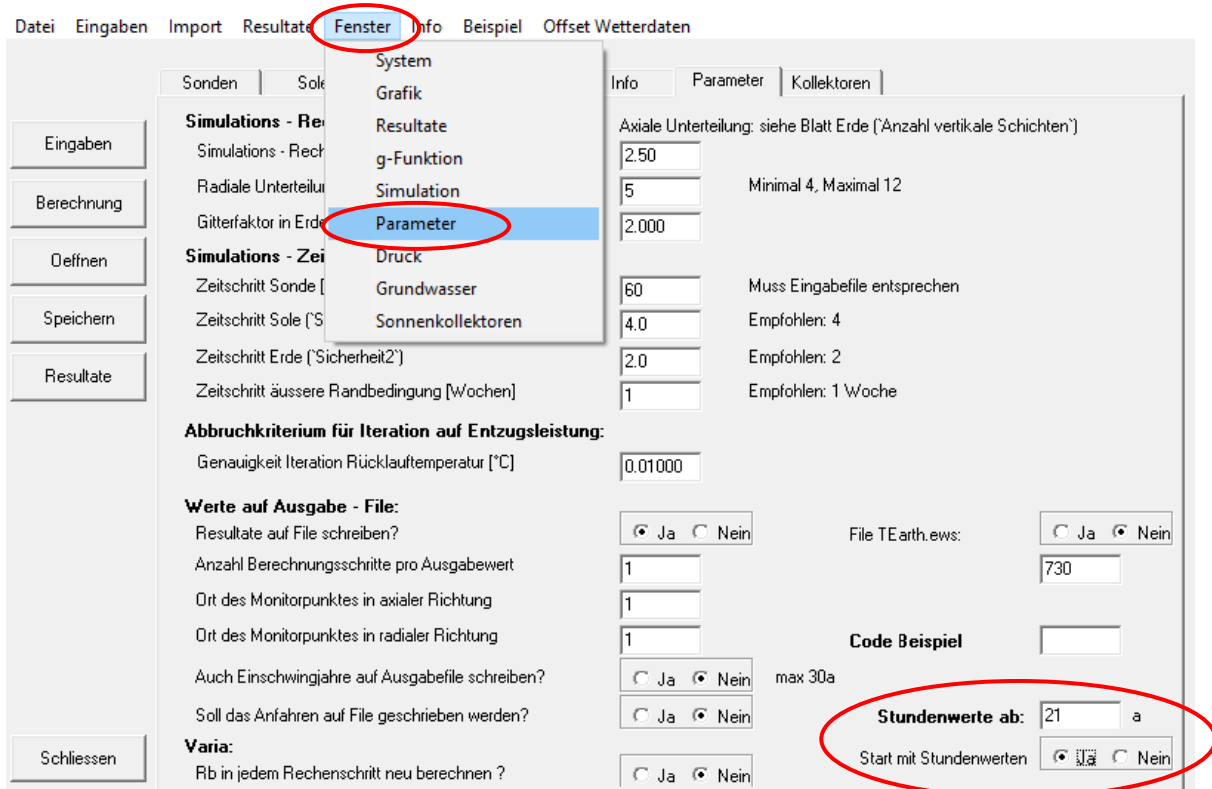 Datei Eingaben Import Resultate Fenster Info Beispiel Offset Wetterdaten
Sonden Sole Info Parameter Kollektoren
System
Grafik
Resultate
g-Funktion
Simulation
Parameter
Druck
Grundwasser
Sonnenkollektoren
Eingaben
Berechnung
Oeffnen
Speichern
Resultate
Schliessen
Simulations - Re Axiale Unterteilung: siehe Blatt Erde (`Anzahl vertikale Schichten`)
Simulations - Rech 2.50
Radiale Unterteilu 5 Minimal 4, Maximal 12
Gitterfaktor in Erde 2.000
Simulations - Zei
Zeitschritt Sonde [ 60 Muss Eingabefile entsprechen
Zeitschritt Sole (`S 4.0 Empfohlen: 4
Zeitschritt Erde (`Sicherheit2`) 2.0 Empfohlen: 2
Zeitschritt äussere Randbedingung [Wochen] 1 Empfohlen: 1 Woche
Abbruchkriterium für Iteration auf Entzugsleistung:
Genauigkeit Iteration Rücklauftemperatur [°C] 0.01000
Werte auf Ausgabe - File:
Resultate auf File schreiben? Ja Nein File TEarth.ews: Ja Nein
Anzahl Berechnungsschritte pro Ausgabewert 1 730
Ort des Monitorpunktes in axialer Richtung 1
Ort des Monitorpunktes in radialer Richtung 1 Code Beispiel
Auch Einschwingjahre auf Ausgabefile schreiben? Ja Nein max 30a
Soll das Anfahren auf File geschrieben werden? Ja Nein Stundenwerte ab: 21 a
Varia: Start mit Stundenwerten Ja Nein
Rb in jedem Rechenschritt neu berechnen ? Ja Nein